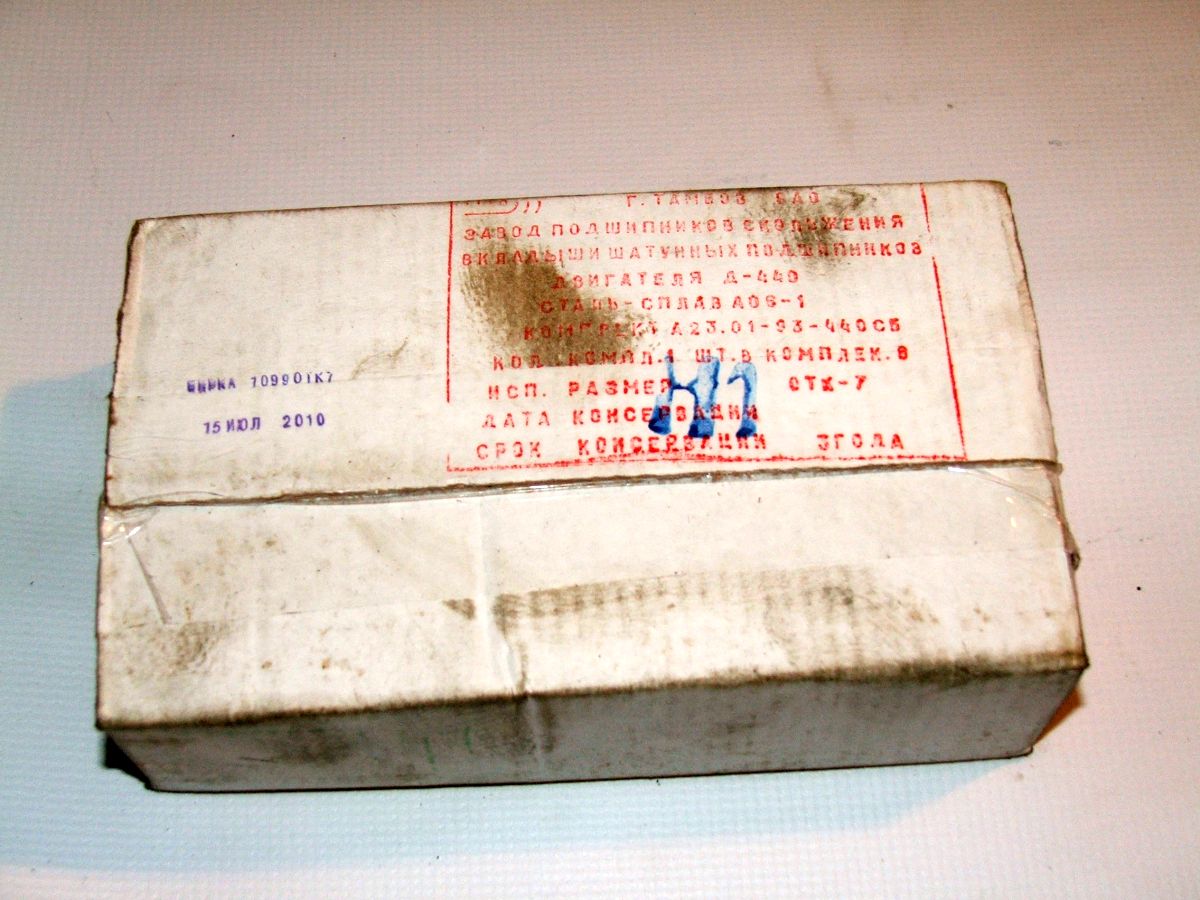 Г.ТАМБОВ ОАО
ЗАВОД ПОДШИПНИКОВ СКОЛЬЖЕНИЯ
ВКЛАДЫШИ ШАТУННЫХ ПОДШИПНИКОВ
ДВИГАТЕЛЯ Д-440
СТАЛЬ-СПЛАВ АО6-1
КОМПЛЕКТ А23.01-93-440СБ
КОЛ. КОМПЛ.1 ШТ.В КОМПЛЕК. 8
ИСП. РАЗМЕР Н1 ОТК-7
ДАТА КОНСЕРВАЦИИ
СРОК КОНСЕРВАЦИИ 3ГОДА
БИРКА 1099ОТК7
15 ИЮЛ 2010